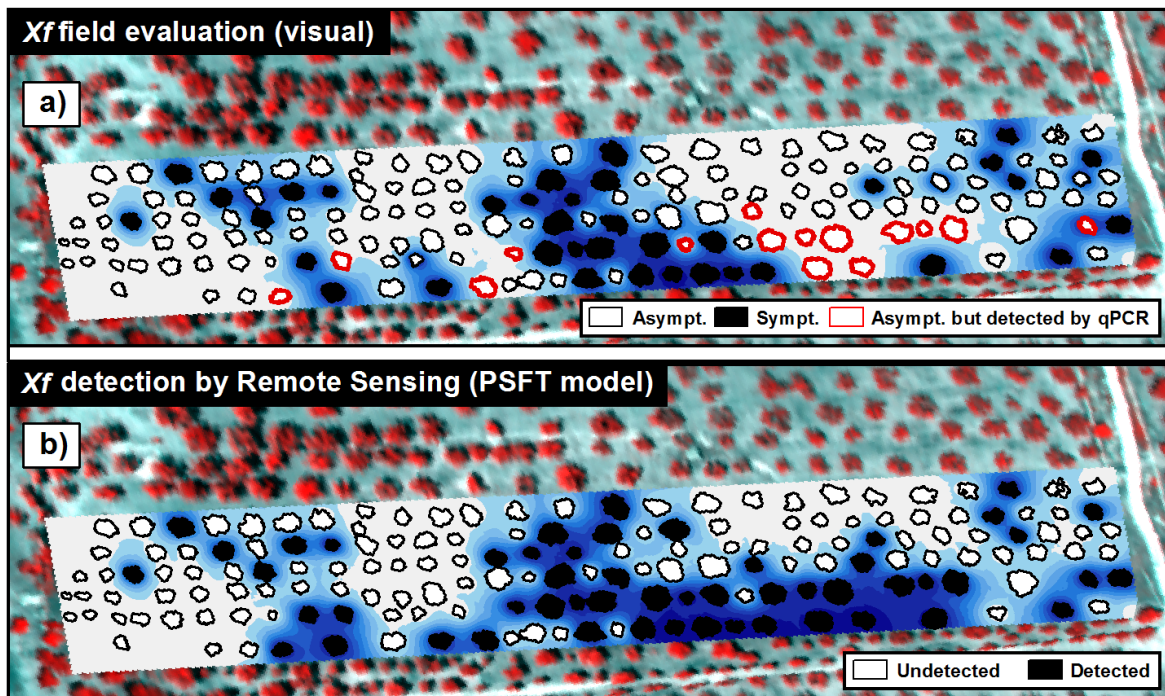 Xf field evaluation (visual)
a)
Asympt. Sympt. Asympt. but detected by qPCR
Xf detection by Remote Sensing (PSFT model)
b)
Undetected Detected